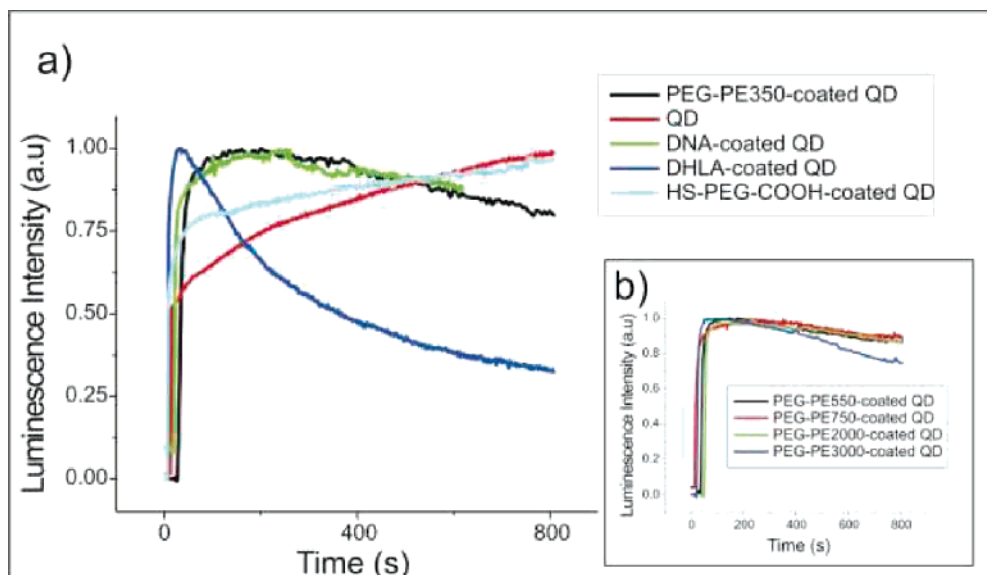 a)
PEG-PE350-coated QD
QD
DNA-coated QD
DHLA-coated QD
HS-PEG-COOH-coated QD
Luminescence Intensity (a.u)
1.00
0.75
0.50
0.25
0.00
0 400 800
Time (s)
b)
Luminescence Intensity (a.u)
1.0
0.8
0.6
0.4
0.2
0.0
PEG-PE550-coated QD
PEG-PE750-coated QD
PEG-PE2000-coated QD
PEG-PE3000-coated QD
0 200 400 600 800
Time (s)